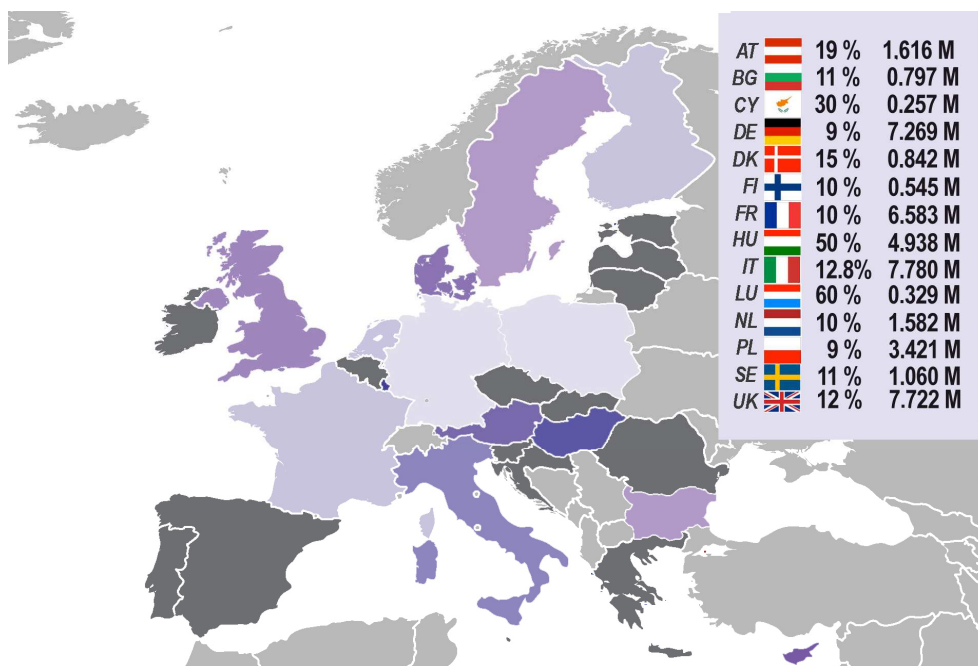 AT 19 % 1.616 M
BG 11 % 0.797 M
CY 30 % 0.257 M
DE 9 % 7.269 M
DK 15 % 0.842 M
FI 10 % 0.545 M
FR 10 % 6.583 M
HU 50 % 4.938 M
IT 12.8% 7.780 M
LU 60 % 0.329 M
NL 10 % 1.582 M
PL 9 % 3.421 M
SE 11 % 1.060 M
UK 12 % 7.722 M